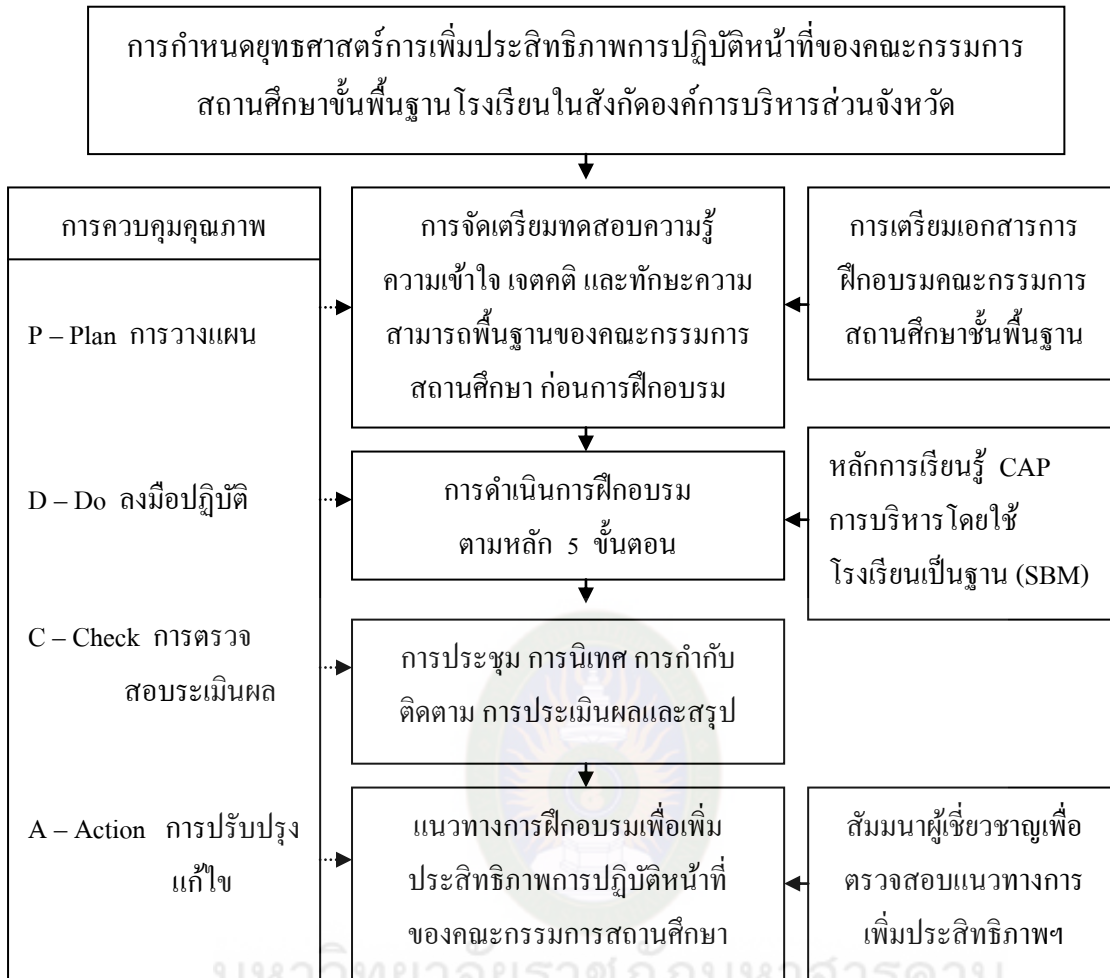 การกำหนดยุทธศาสตร์การเพิ่มประสิทธิภาพการปฏิบัติหน้าที่ของคณะกรรมการ
สถานศึกษาขั้นพื้นฐานโรงเรียนในสังกัดองค์การบริหารส่วนจังหวัด
การควบคุมคุณภาพ
P – Plan การวางแผน
D – Do ลงมือปฏิบัติ
C – Check การตรวจ
สอบระเมินผล
A – Action การปรับปรุง
แก้ไข
การจัดเตรียมทดสอบความรู้
ความเข้าใจ เจตคติ และทักษะความ
สามารถพื้นฐานของคณะกรรมการ
สถานศึกษา ก่อนการฝึกอบรม
การดำเนินการฝึกอบรม
ตามหลัก 5 ขั้นตอน
การประชุม การนิเทศ การกำกับ
ติดตาม การประเมินผลและสรุป
แนวทางการฝึกอบรมเพื่อเพิ่ม
ประสิทธิภาพการปฏิบัติหน้าที่
ของคณะกรรมการสถานศึกษา
การเตรียมเอกสารการ
ฝึกอบรมคณะกรรมการ
สถานศึกษาชั้นพื้นฐาน
หลักการเรียนรู้ CAP
การบริหารโดยใช้
โรงเรียนเป็นฐาน (SBM)
สัมมนาผู้เชี่ยวชาญเพื่อ
ตรวจสอบแนวทางการ
เพิ่มประสิทธิภาพฯ
มหาวิทยาลัยราชภัฏมหาสารคาม